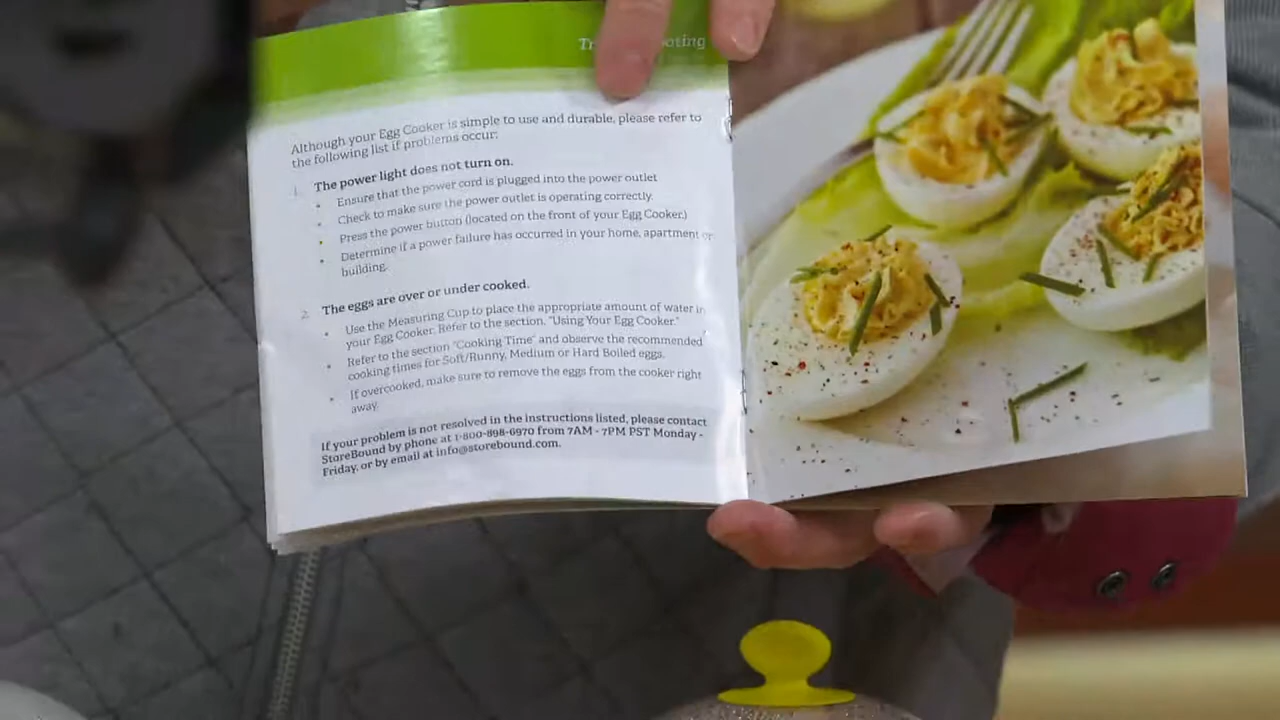 Although your Egg Cooker is simple to use and durable, please refer to
the following list if problems occur:
1. The power light does not turn on.
• Ensure that the power cord is plugged into the power outlet
• Check to make sure the power outlet is operating correctly.
• Press the power button (located on the front of your Egg Cooker.)
• Determine if a power failure has occurred in your home, apartment or
building.
2. The eggs are over or under cooked.
• Use the Measuring Cup to place the appropriate amount of water in
your Egg Cooker. Refer to the section, "Using Your Egg Cooker."
• Refer to the section "Cooking Time" and observe the recommended
cooking times for Soft/Runny, Medium or Hard Boiled eggs.
• If overcooked, make sure to remove the eggs from the cooker right
away.
If your problem is not resolved in the instructions listed, please contact
StoreBound by phone at 1-800-898-6970 from 7AM - 7PM PST Monday -
Friday, or by email at info@storebound.com.